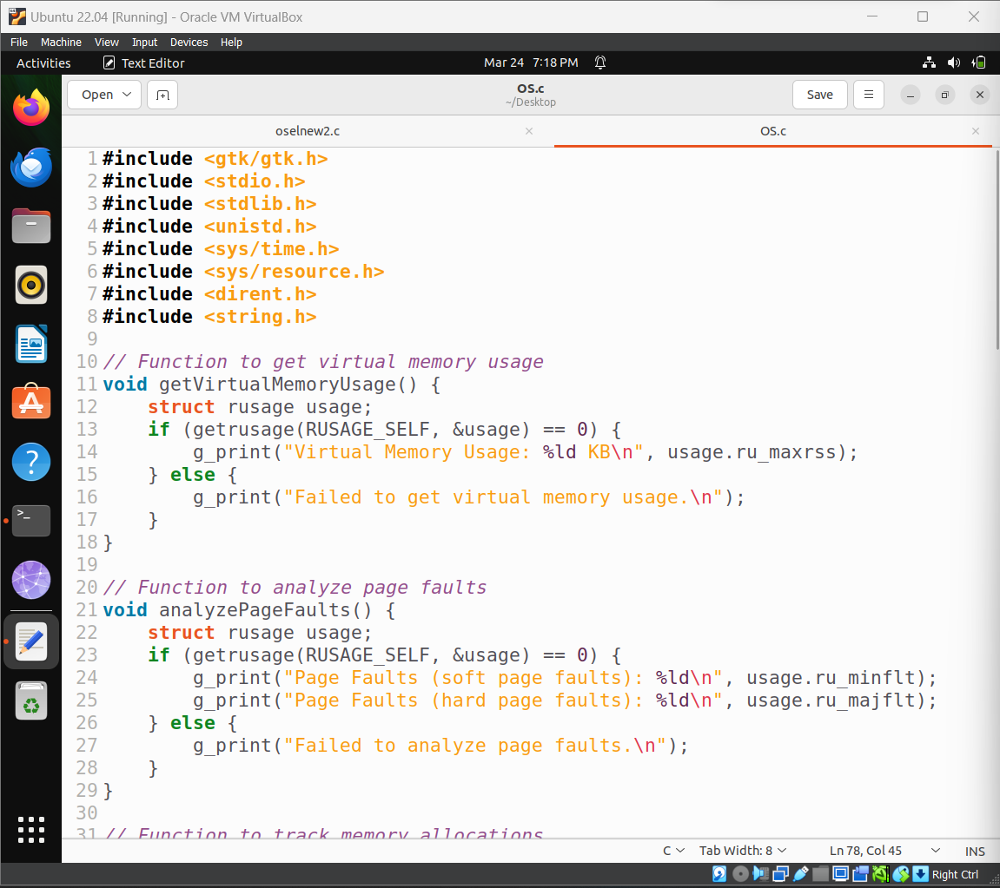 Ubuntu 22.04 [Running] - Oracle VM VirtualBox
File Machine View Input Devices Help
Activities Text Editor Mar 24 7:18 PM
Open OS.c Save
~/Desktop
oselnew2.c OS.c
1 #include <gtk/gtk.h>
2 #include <stdio.h>
3 #include <stdlib.h>
4 #include <unistd.h>
5 #include <sys/time.h>
6 #include <sys/resource.h>
7 #include <dirent.h>
8 #include <string.h>
9
10 // Function to get virtual memory usage
11 void getVirtualMemoryUsage() {
12     struct rusage usage;
13     if (getrusage(RUSAGE_SELF, &usage) == 0) {
14         g_print("Virtual Memory Usage: %ld KB\n", usage.ru_maxrss);
15     } else {
16         g_print("Failed to get virtual memory usage.\n");
17     }
18 }
19
20 // Function to analyze page faults
21 void analyzePageFaults() {
22     struct rusage usage;
23     if (getrusage(RUSAGE_SELF, &usage) == 0) {
24         g_print("Page Faults (soft page faults): %ld\n", usage.ru_minflt);
25         g_print("Page Faults (hard page faults): %ld\n", usage.ru_majflt);
26     } else {
27         g_print("Failed to analyze page faults.\n");
28     }
29 }
30
31 // Function to track memory allocations
C Tab Width: 8 Ln 78, Col 45 INS
Right Ctrl